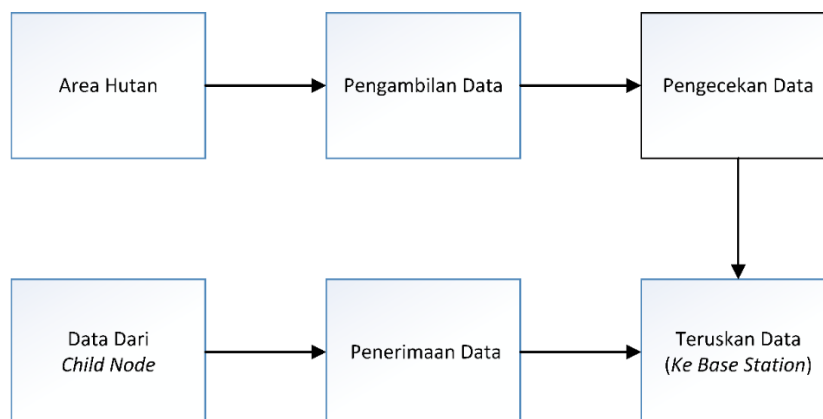 Area Hutan
Pengambilan Data
Pengecekan Data
Data Dari
Child Node
Penerimaan Data
Teruskan Data
(Ke Base Station)